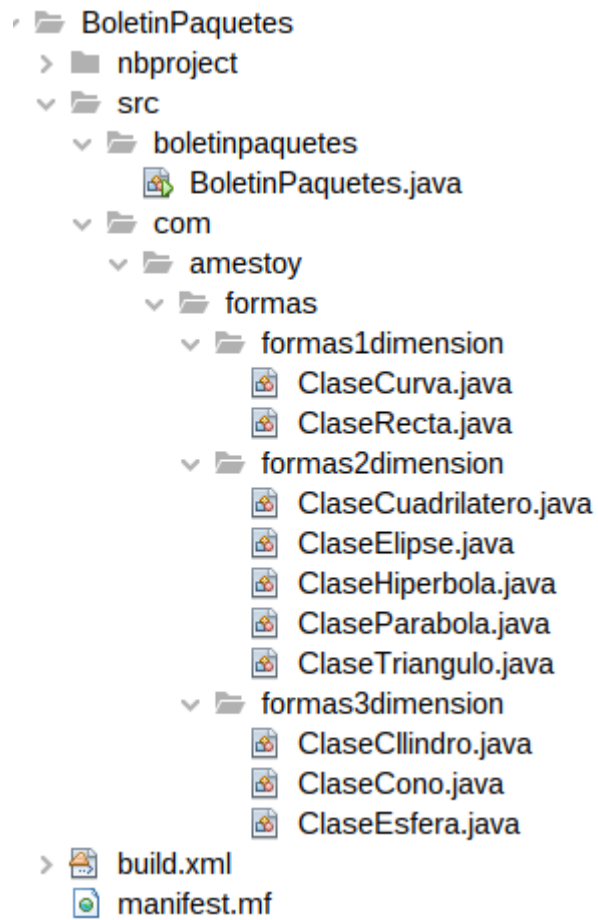 BoletinPaquetes
nbproject
src
boletinpaquetes
BoletinPaquetes.java
com
amestoy
formas
formas1dimension
ClaseCurva.java
ClaseRecta.java
formas2dimension
ClaseCuadrilatero.java
ClaseElipse.java
ClaseHiperbola.java
ClaseParabola.java
ClaseTriangulo.java
formas3dimension
ClaseCllindro.java
ClaseCono.java
ClaseEsfera.java
build.xml
manifest.mf